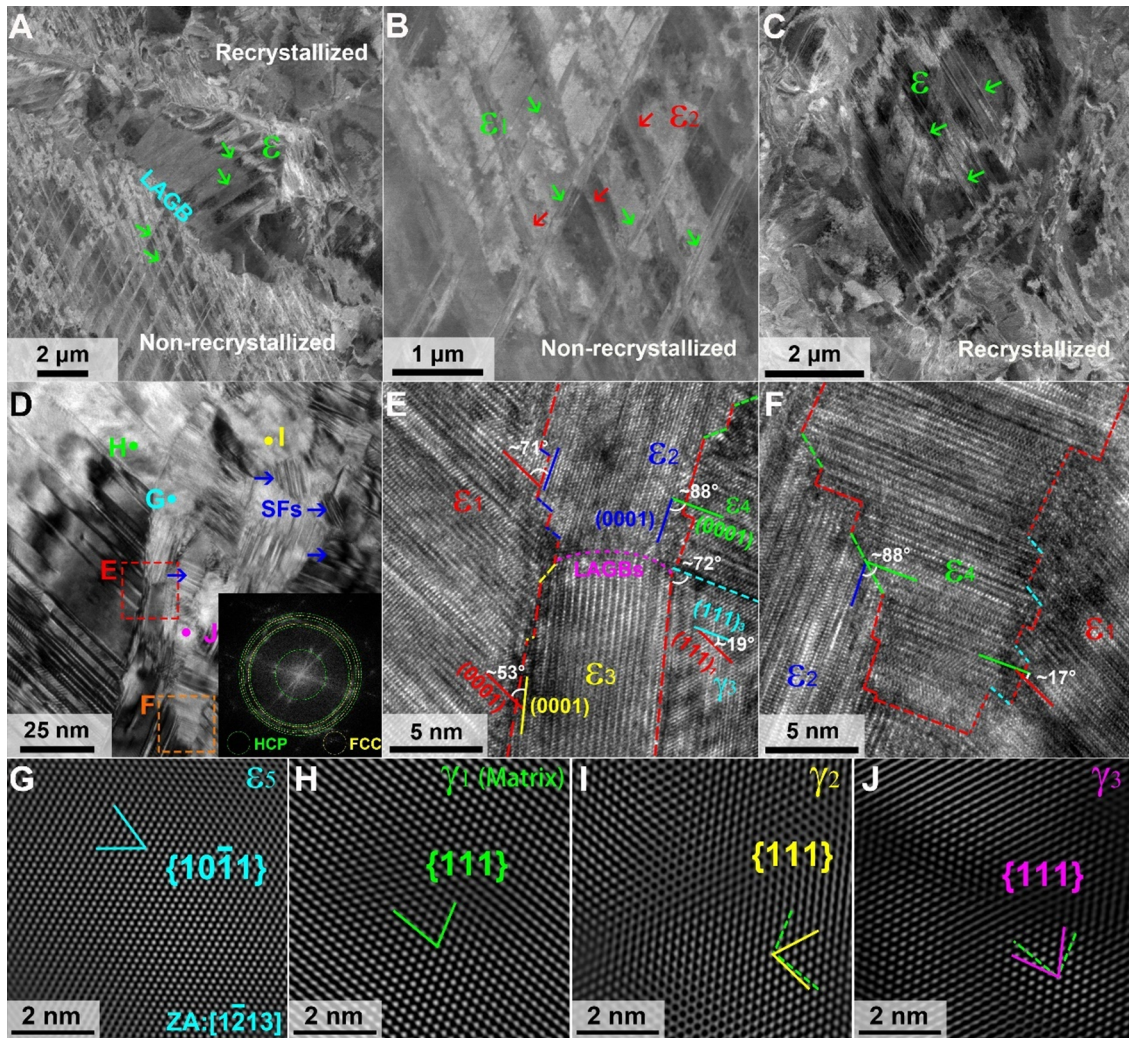 A
Recrystallized
ε
LAGB
Non-recrystallized
2 μm
B
ε1
ε2
1 μm
Non-recrystallized
C
ε
2 μm
Recrystallized
D
H
I
G
SFs
E
J
F
25 nm
HCP
FCC
E
~71°
ε2
ε1
~88°
ε4
(0001)
(0001)
LAGBs
~72°
(111)
(111)
~19°
~53°
(0001)
ε3
(0001)
γ3
5 nm
F
~88°
ε4
ε1
ε2
~17°
5 nm
G
ε5
{101̄1}
2 nm
ZA:[12̄13]
H
γ1 (Matrix)
{111}
2 nm
I
γ2
{111}
2 nm
J
γ3
{111}
2 nm